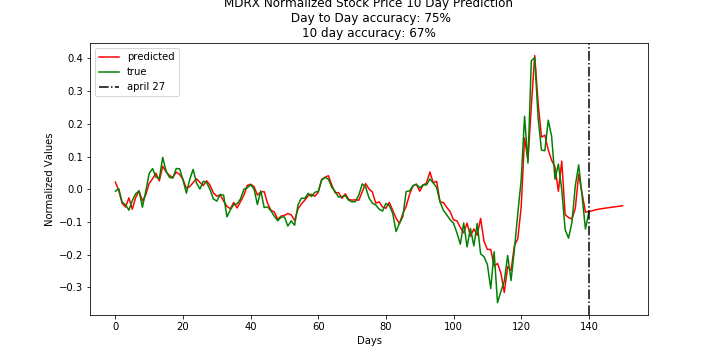 MDRX Normalized Stock Price 10 Day Prediction
Day to Day accuracy: 75%
10 day accuracy: 67%
predicted
true
april 27
Normalized Values
0.4
0.3
0.2
0.1
0.0
−0.1
−0.2
−0.3
0 20 40 60 80 100 120 140
Days